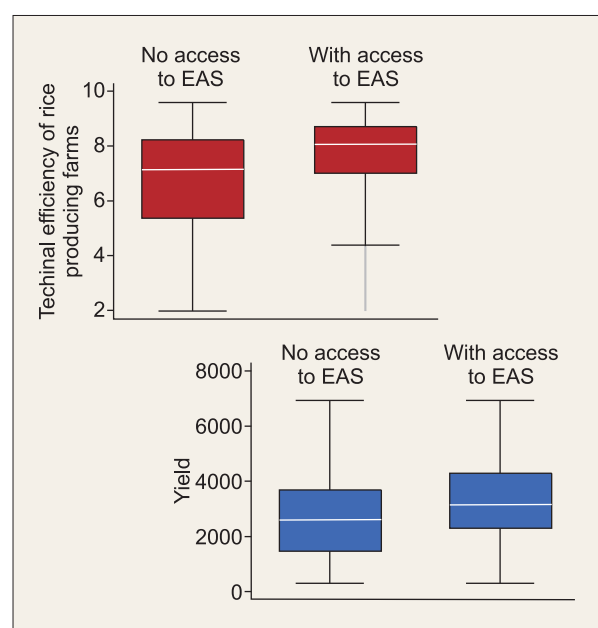 No access
to EAS
With access
to EAS
Techinal efficiency of rice
producing farms
10
8
6
4
2
No access
to EAS
With access
to EAS
Yield
8000
6000
4000
2000
0